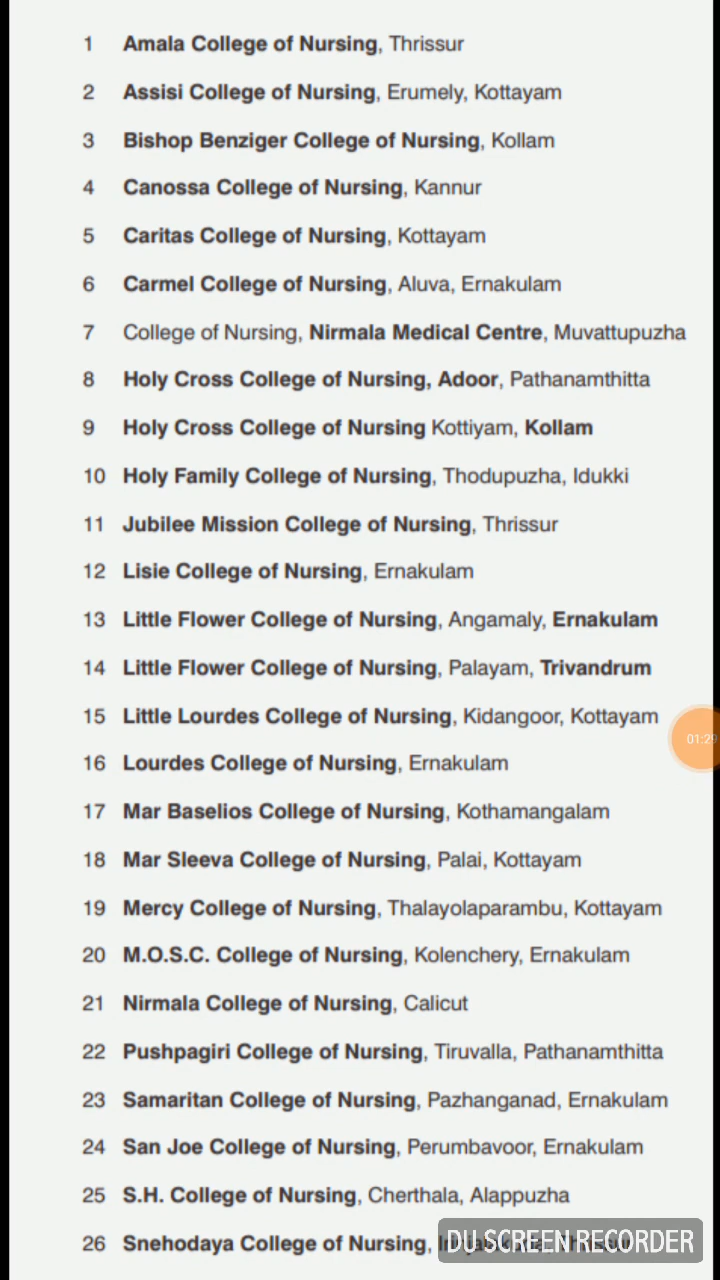 1 Amala College of Nursing, Thrissur
2 Assisi College of Nursing, Erumely, Kottayam
3 Bishop Benziger College of Nursing, Kollam
4 Canossa College of Nursing, Kannur
5 Caritas College of Nursing, Kottayam
6 Carmel College of Nursing, Aluva, Ernakulam
7 College of Nursing, Nirmala Medical Centre, Muvattupuzha
8 Holy Cross College of Nursing, Adoor, Pathanamthitta
9 Holy Cross College of Nursing Kottiyam, Kollam
10 Holy Family College of Nursing, Thodupuzha, Idukki
11 Jubilee Mission College of Nursing, Thrissur
12 Lisie College of Nursing, Ernakulam
13 Little Flower College of Nursing, Angamaly, Ernakulam
14 Little Flower College of Nursing, Palayam, Trivandrum
15 Little Lourdes College of Nursing, Kidangoor, Kottayam
01:29
16 Lourdes College of Nursing, Ernakulam
17 Mar Baselios College of Nursing, Kothamangalam
18 Mar Sleeva College of Nursing, Palai, Kottayam
19 Mercy College of Nursing, Thalayolaparambu, Kottayam
20 M.O.S.C. College of Nursing, Kolenchery, Ernakulam
21 Nirmala College of Nursing, Calicut
22 Pushpagiri College of Nursing, Tiruvalla, Pathanamthitta
23 Samaritan College of Nursing, Pazhanganad, Ernakulam
24 San Joe College of Nursing, Perumbavoor, Ernakulam
25 S.H. College of Nursing, Cherthala, Alappuzha
26 Snehodaya College of Nursing,
DU SCREEN RECORDER